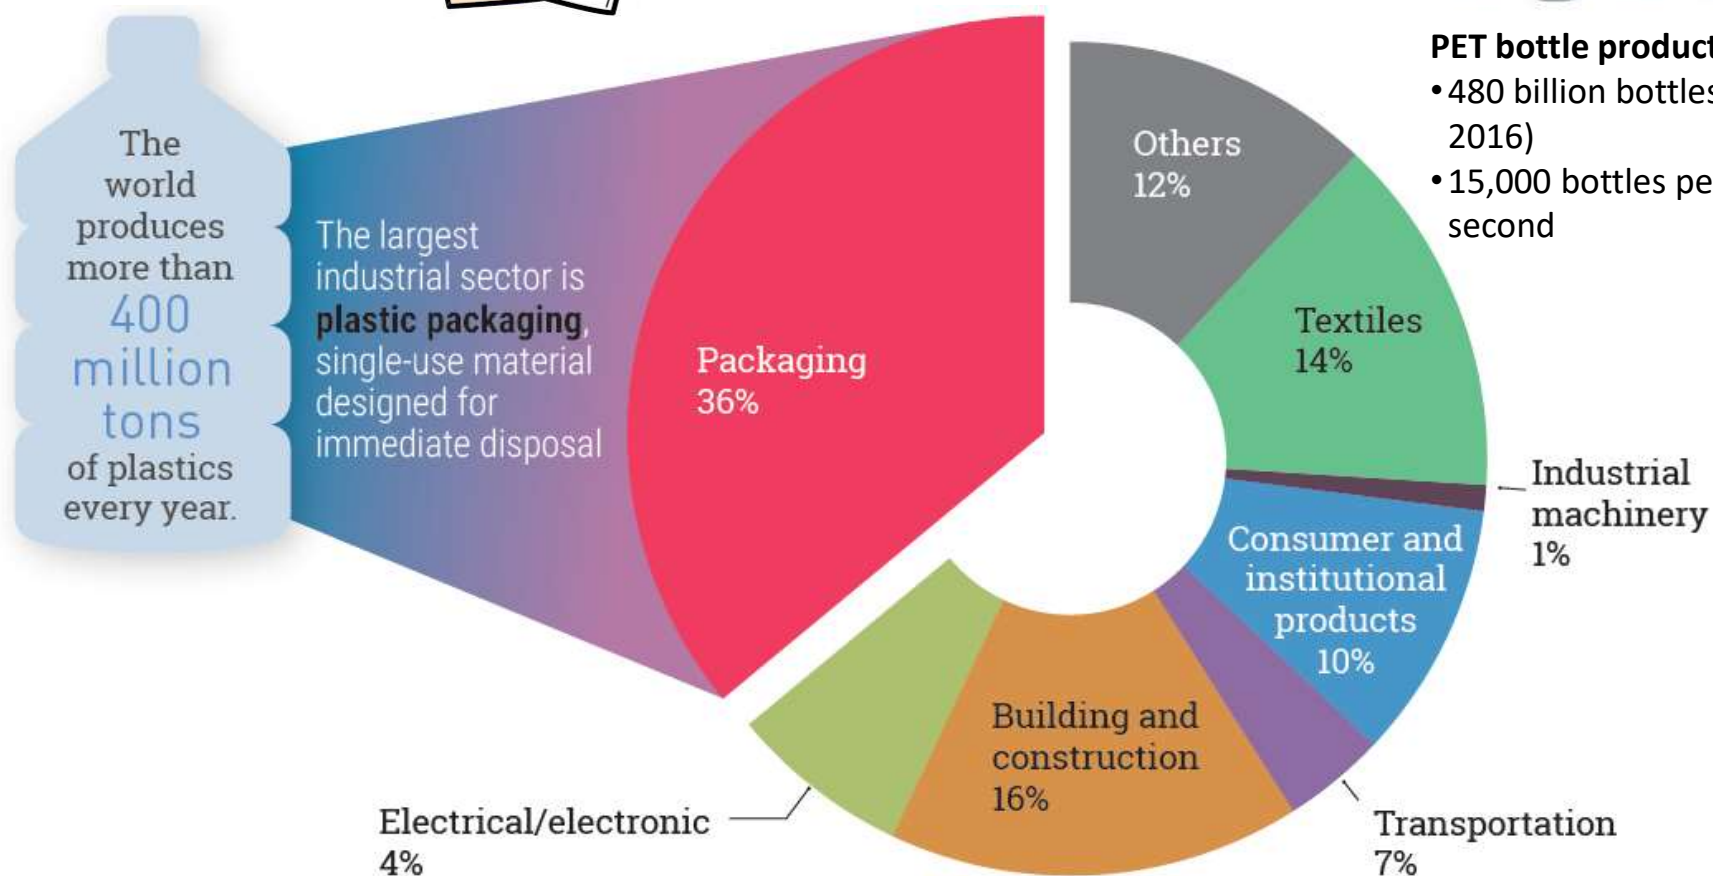 The
world
produces
more than
400
million
tons
of plastics
every year.
The largest
industrial sector is
plastic packaging,
single-use material
designed for
immediate disposal
Packaging
36%
Others
12%
Textiles
14%
Industrial
machinery
1%
Consumer and
institutional
products
10%
Transportation
7%
Building and
construction
16%
Electrical/electronic
4%
PET bottle product
• 480 billion bottles
2016)
• 15,000 bottles pe
second